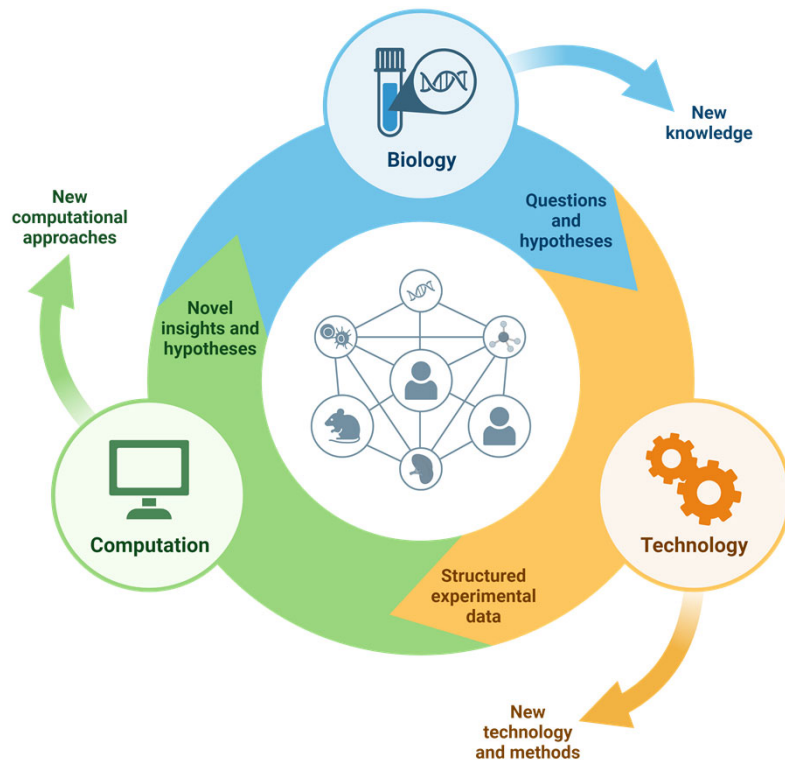 Biology
New
knowledge
Questions
and
hypotheses
New
computational
approaches
Novel
insights and
hypotheses
Computation
Technology
Structured
experimental
data
New
technology
and methods